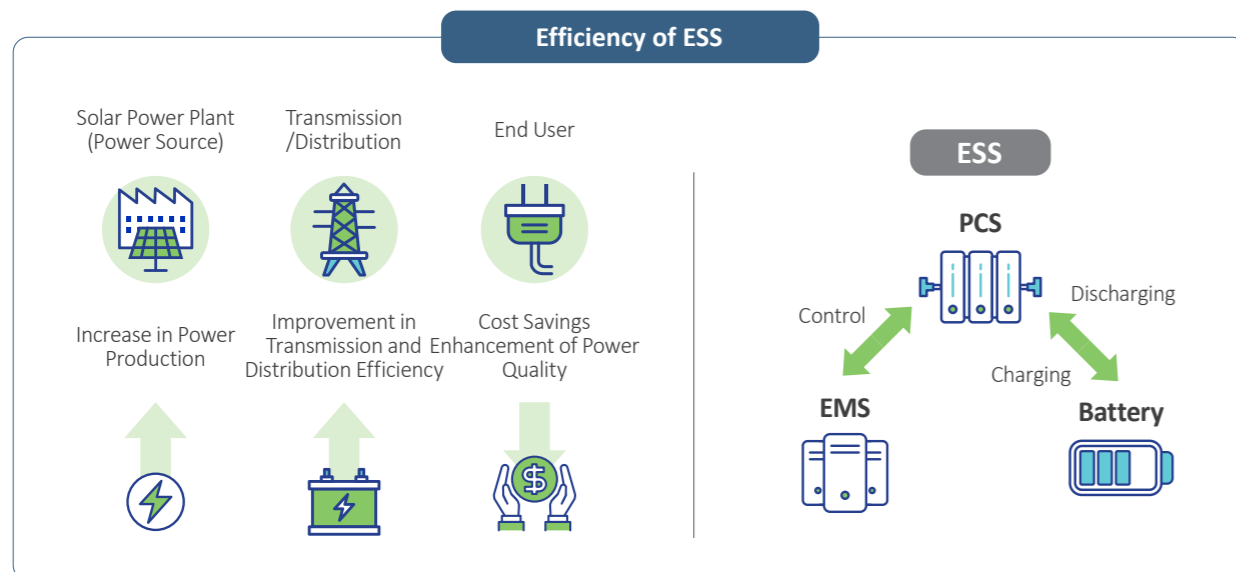 Efficiency of ESS
Solar Power Plant
(Power Source)
Transmission
/Distribution
End User
Increase in Power
Production
Improvement in
Transmission and
Distribution Efficiency
Cost Savings
Enhancement of Power
Quality
ESS
PCS
Control
Discharging
Charging
EMS
Battery